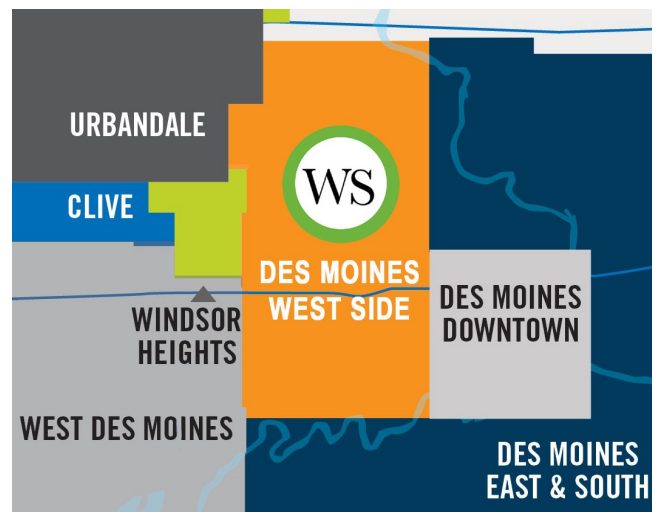 URBANDALE
CLIVE
WS
DES MOINES
WEST SIDE
DES MOINES
DOWNTOWN
WINDSOR
HEIGHTS
WEST DES MOINES
DES MOINES
EAST & SOUTH